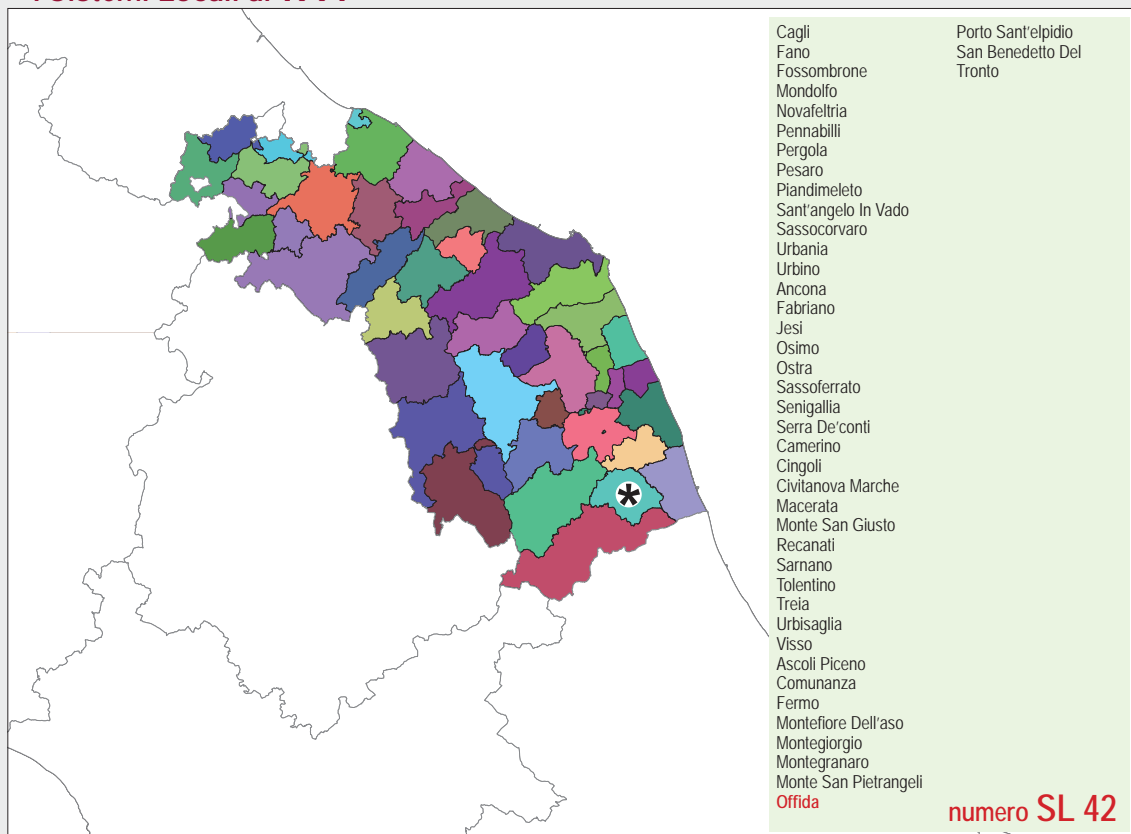 Cagli
Fano
Fossombrone
Mondolfo
Novafeltria
Pennabilli
Pergola
Pesaro
Piandimeleto
Sant'angelo In Vado
Sassocorvaro
Urbania
Urbino
Ancona
Fabriano
Jesi
Osimo
Ostra
Sassoferrato
Senigallia
Serra De'conti
Camerino
Cingoli
Civitanova Marche
Macerata
Monte San Giusto
Recanati
Sarnano
Tolentino
Treia
Urbisaglia
Visso
Ascoli Piceno
Comunanza
Fermo
Montefiore Dell'aso
Montegiorgio
Montegranaro
Monte San Pietrangeli
Offida
Porto Sant'elpidio
San Benedetto Del
Tronto
*
numero SL 42